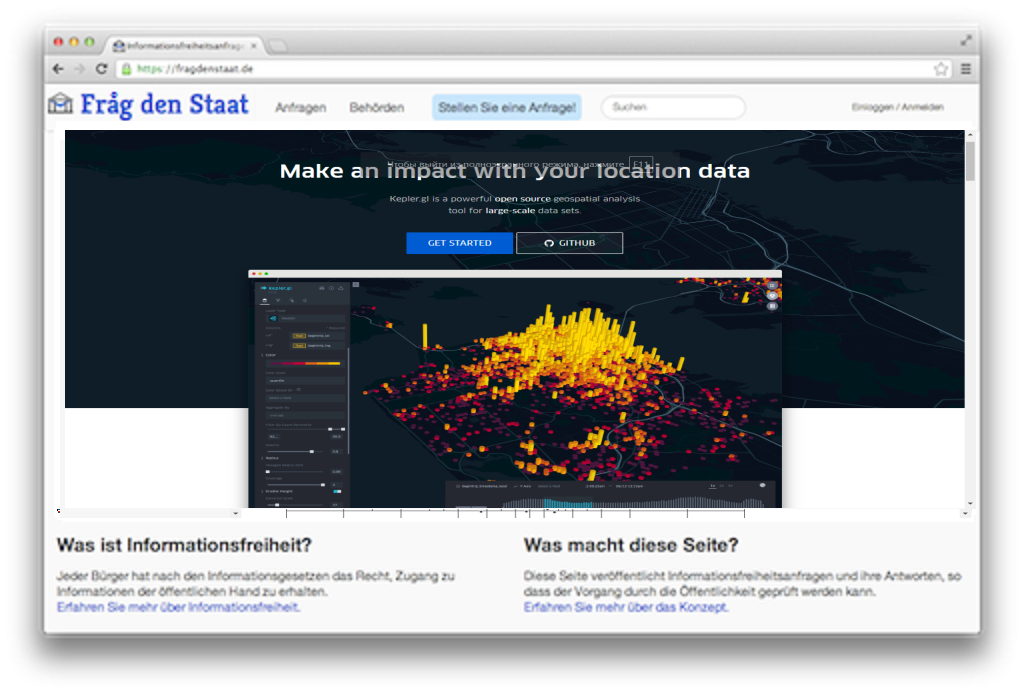 Informationsfreiheitsanfrage
https://fragdenstaat.de
Fråg den Staat
Anfragen
Behörden
Stellen Sie eine Anfrage!
Suchen
Einloggen / Anmelden
Чтобы выйти из полноэкранного режима, нажмите F11
Make an impact with your location data
Kepler.gl is a powerful open source geospatial analysis
tool for large-scale data sets.
GET STARTED
GITHUB
kepler.gl
Color
Radius
Was ist Informationsfreiheit?
Jeder Bürger hat nach den Informationsgesetzen das Recht, Zugang zu
Informationen der öffentlichen Hand zu erhalten.
Erfahren Sie mehr über Informationsfreiheit.
Was macht diese Seite?
Diese Seite veröffentlicht Informationsfreiheitsanfragen und ihre Antworten, so
dass der Vorgang durch die Öffentlichkeit geprüft werden kann.
Erfahren Sie mehr über das Konzept.